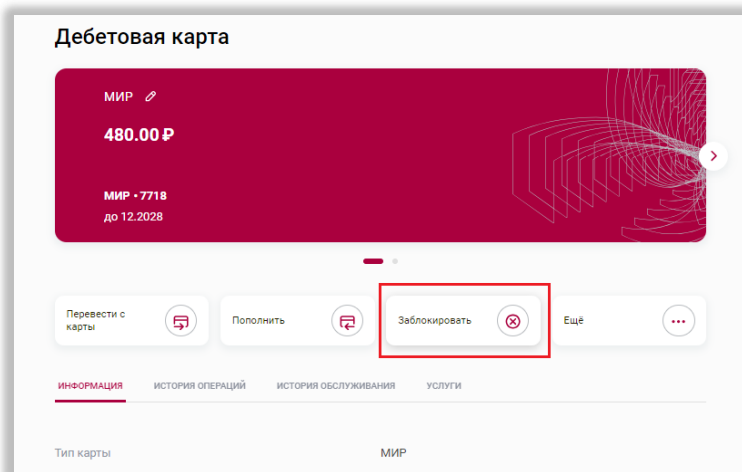 Дебетовая карта
МИР
480.00 ₽
МИР • 7718
до 12.2028
Перевести с
карты
Пополнить
Заблокировать
Ещё
ИНФОРМАЦИЯ ИСТОРИЯ ОПЕРАЦИЙ ИСТОРИЯ ОБСЛУЖИВАНИЯ УСЛУГИ
Тип карты МИР